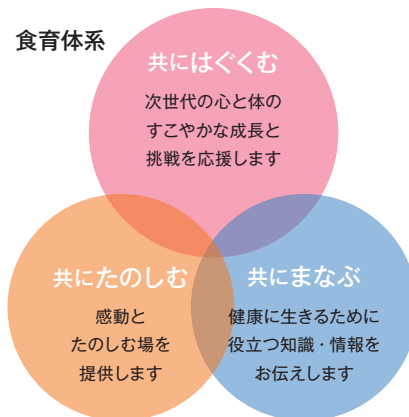 食育体系
共にはぐくむ
次世代の心と体の
すこやかな成長と
挑戦を応援します
共にたのしむ
感動と
たのしむ場を
提供します
共にまなぶ
健康に生きるために
役立つ知識・情報を
お伝えします